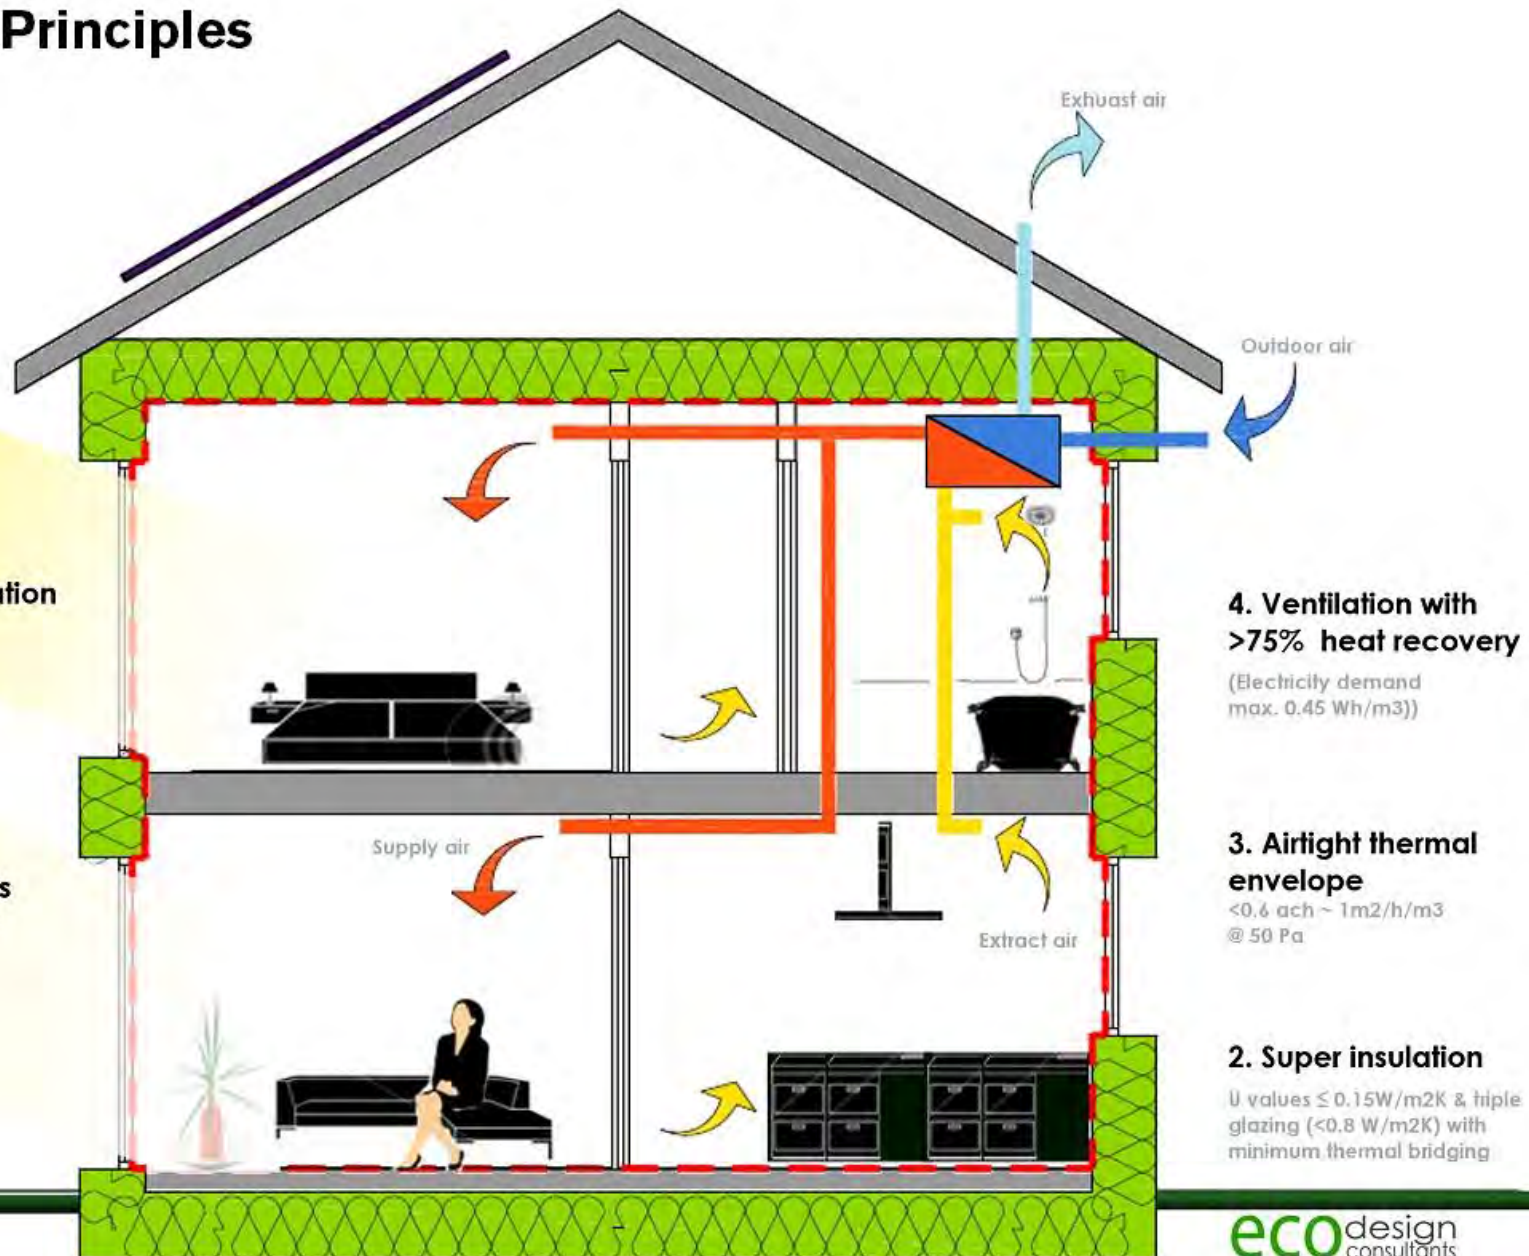 Principles
Exhuast air
Outdoor air
ation
4. Ventilation with
>75% heat recovery
(Electricity demand
max. 0.45 Wh/m3))
Supply air
3. Airtight thermal
envelope
<0.6 ach ~ 1m2/h/m3
@ 50 Pa
s
Extract air
2. Super insulation
U values ≤ 0.15W/m2K & triple
glazing (<0.8 W/m2K) with
minimum thermal bridging
eco design
consultants